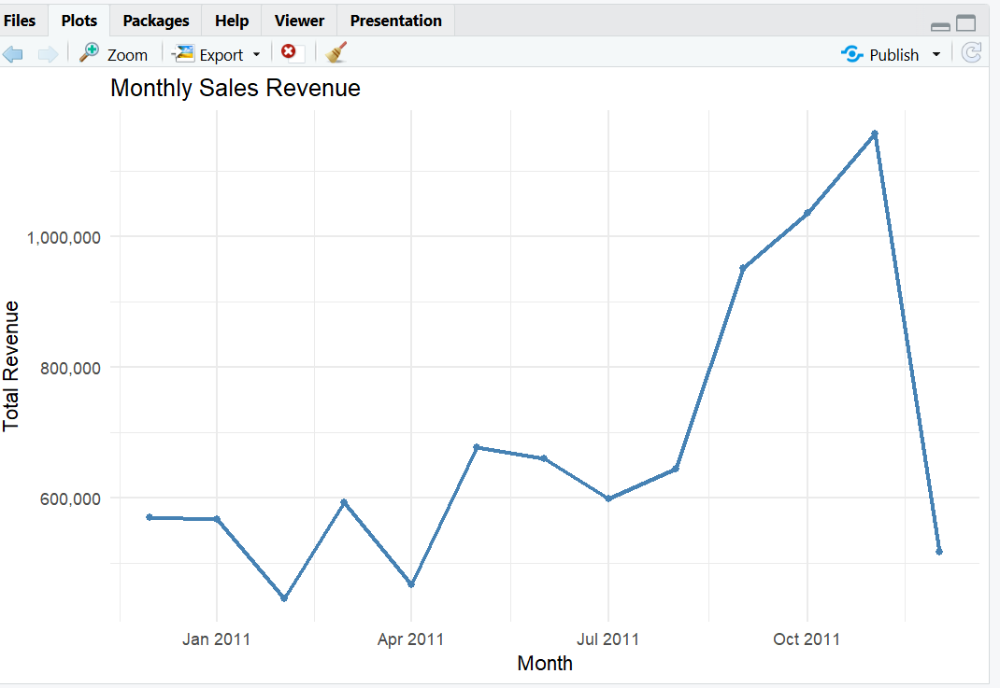 Files Plots Packages Help Viewer Presentation
Zoom Export Publish
Monthly Sales Revenue
1,000,000
800,000
600,000
Total Revenue
Jan 2011 Apr 2011 Jul 2011 Oct 2011
Month